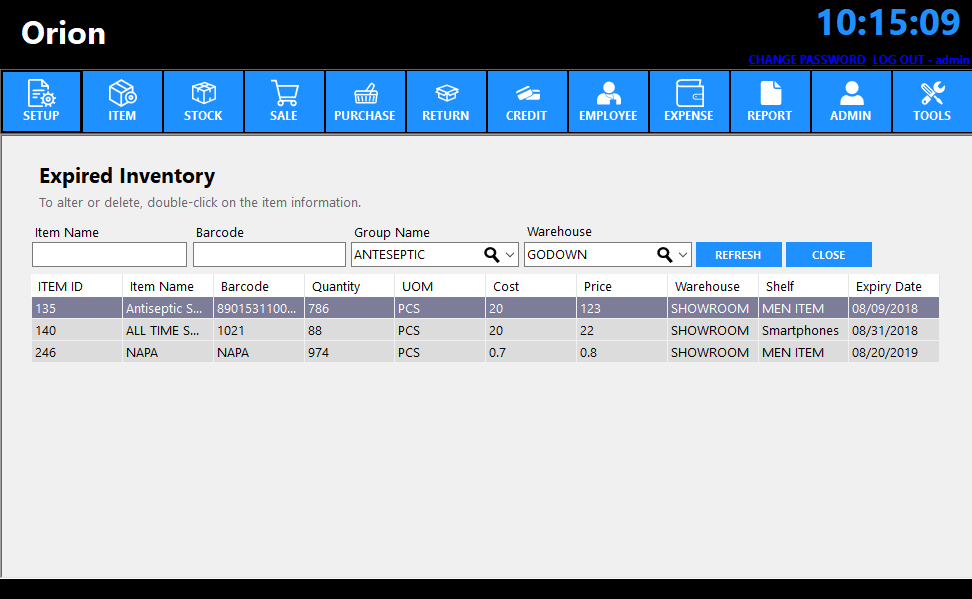 Orion
10:15:09
CHANGE PASSWORD LOG OUT - admin
SETUP ITEM STOCK SALE PURCHASE RETURN CREDIT EMPLOYEE EXPENSE REPORT ADMIN TOOLS
Expired Inventory
To alter or delete, double-click on the item information.
Item Name Barcode Group Name Warehouse
ANTESEPTIC GODOWN REFRESH CLOSE
ITEM ID Item Name Barcode Quantity UOM Cost Price Warehouse Shelf Expiry Date
135 Antiseptic S... 8901531100... 786 PCS 20 123 SHOWROOM MEN ITEM 08/09/2018
140 ALL TIME S... 1021 88 PCS 20 22 SHOWROOM Smartphones 08/31/2018
246 NAPA NAPA 974 PCS 0.7 0.8 SHOWROOM MEN ITEM 08/20/2019